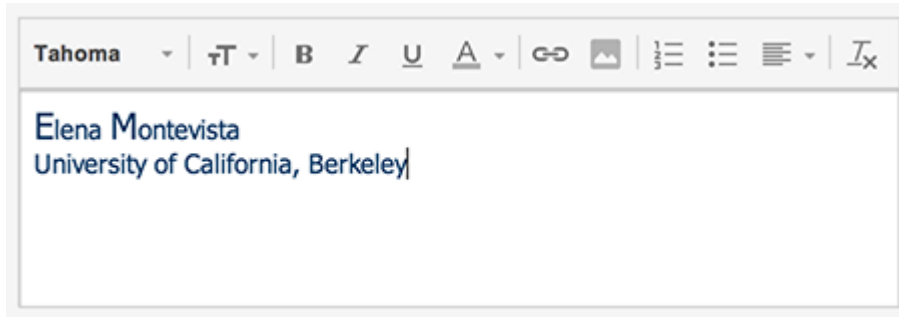 Tahoma B I U A
Elena Montevista
University of California, Berkeley